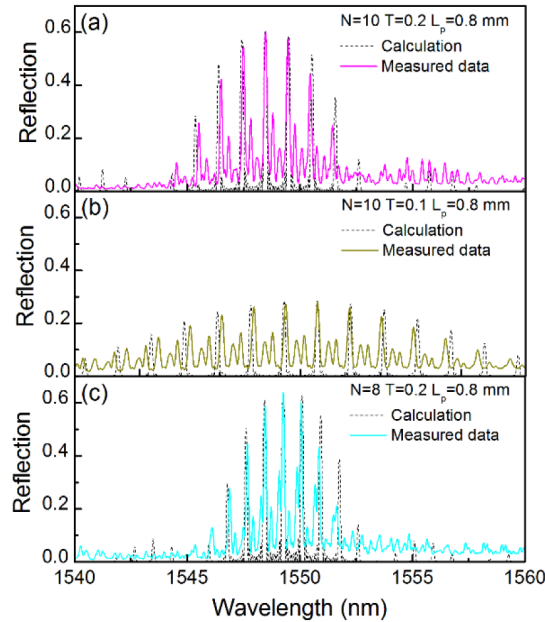 (a)
N=10 T=0.2 Lp=0.8 mm
Calculation
Measured data
Reflection
0.6
0.4
0.2
0.0
(b)
N=10 T=0.1 Lp=0.8 mm
Calculation
Measured data
Reflection
0.6
0.4
0.2
0.0
(c)
N=8 T=0.2 Lp=0.8 mm
Calculation
Measured data
Reflection
0.6
0.4
0.2
0.0
1540 1545 1550 1555 1560
Wavelength (nm)